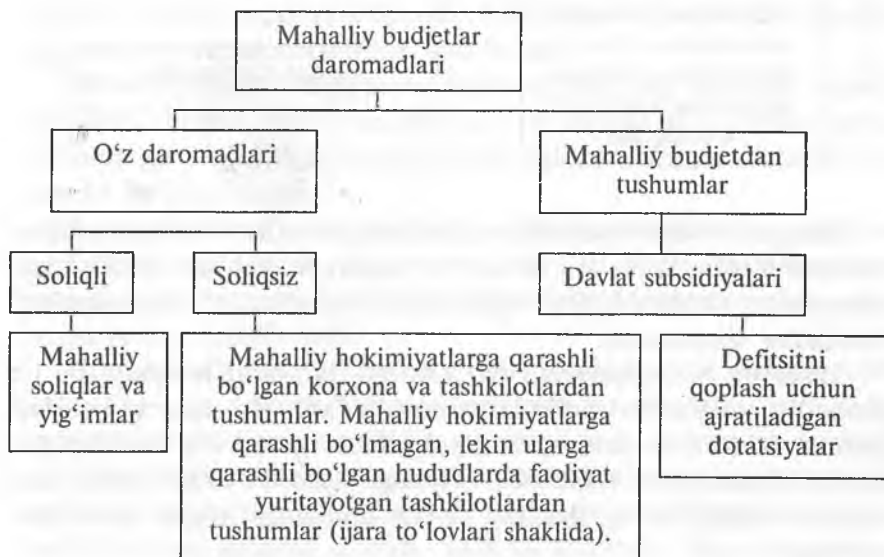 Mahalliy budjetlar
daromadlari
O‘z daromadlari
Mahalliy budjetdan
tushumlar
Soliqli
Soliqsiz
Davlat subsidiyalari
Mahalliy
soliqlar va
yig‘imlar
Mahalliy hokimiyatlarga qarashli
bo‘lgan korxona va tashkilotlardan
tushumlar. Mahalliy hokimiyatlarga
qarashli bo‘lmagan, lekin ularga
qarashli bo‘lgan hududlarda faoliyat
yuritayotgan tashkilotlardan
tushumlar (ijara to‘lovlari shaklida).
Defitsitni
qoplash uchun
ajratiladigan
dotatsiyalar